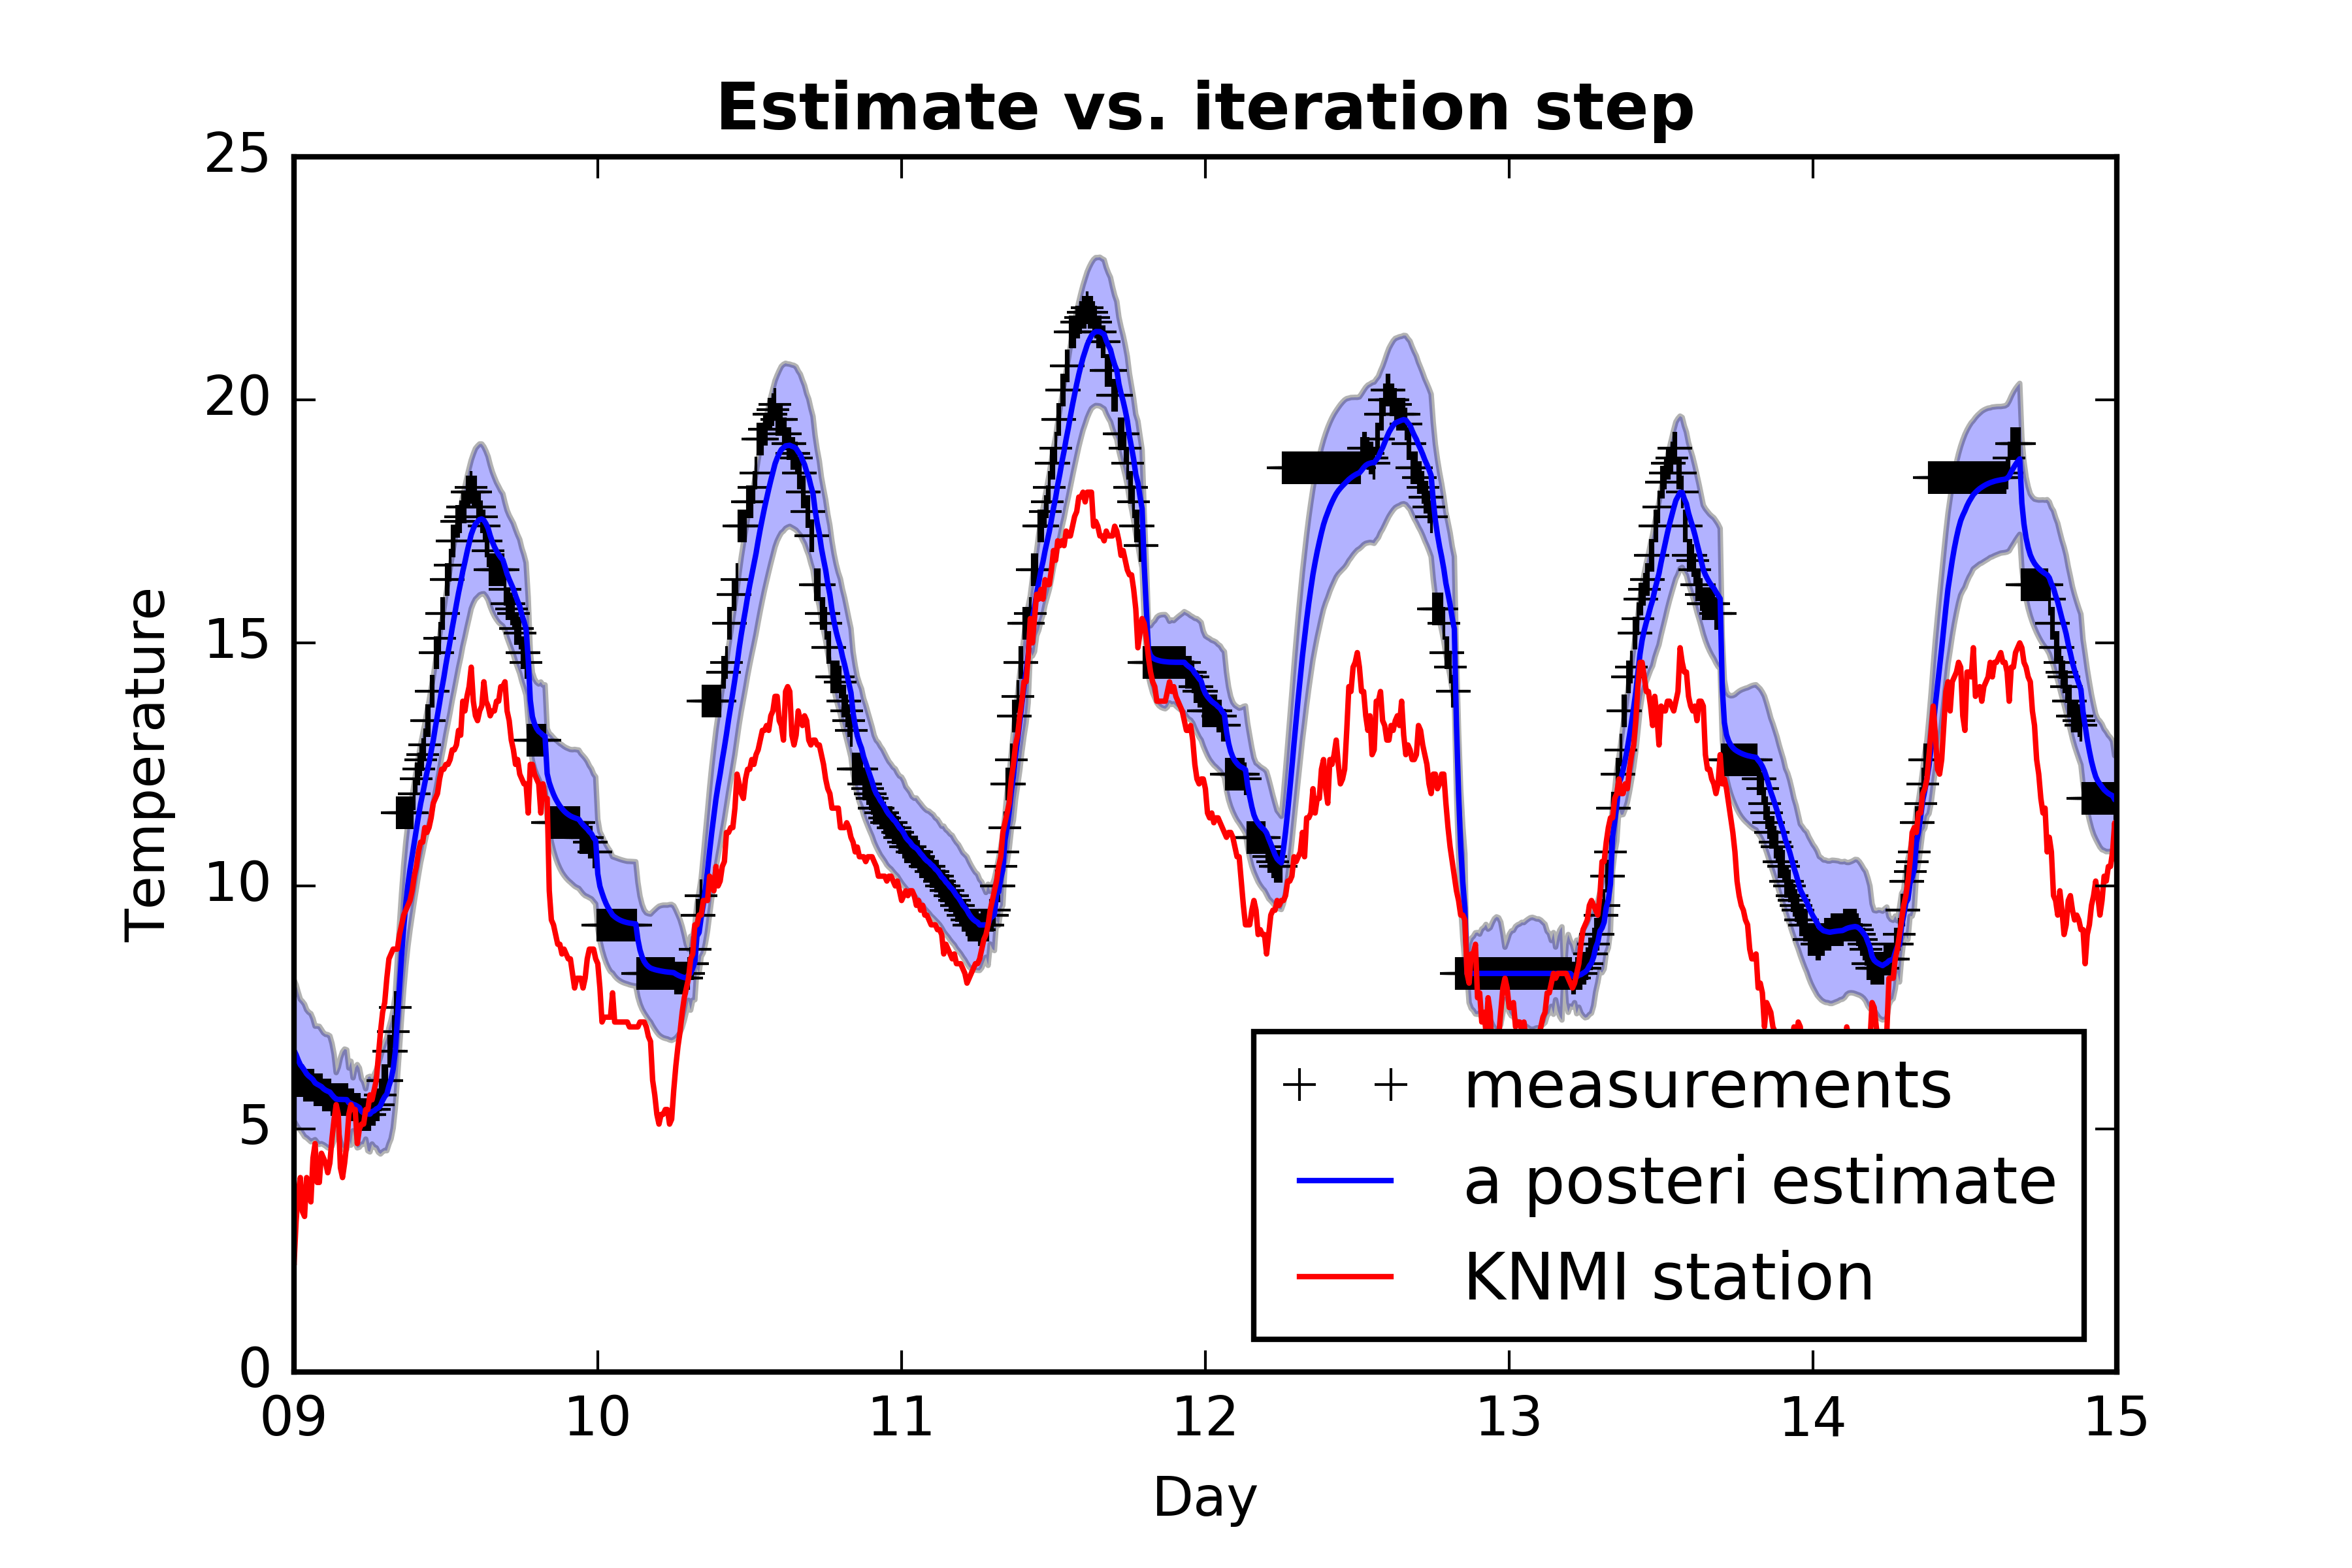 Estimate vs. iteration step
25
20
15
10
5
0
Temperature
09 10 11 12 13 14 15
Day
measurements
a posteri estimate
KNMI station